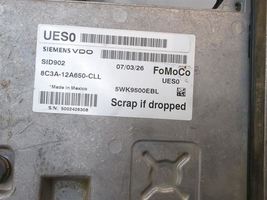 UES0
SIEMENS VDO
SID902
07/03/26
FoMoCo
8C3A-12A650-CLL
UES0
*Made in Mexico
5WK9500EBL
Scrap if dropped